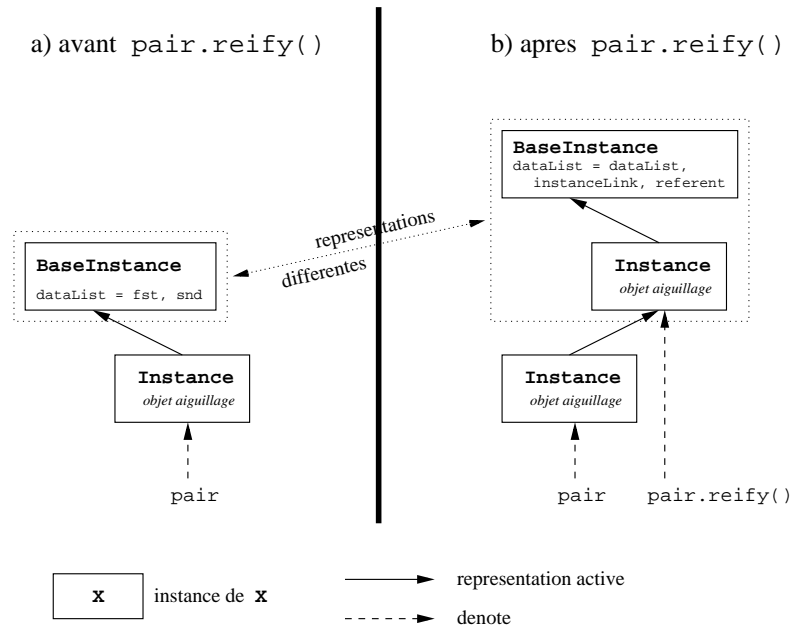 a) avant pair.reify()
b) apres pair.reify()
BaseInstance
dataList = dataList,
instanceLink, referent
representations
differentes
BaseInstance
dataList = fst, snd
Instance
objet aiguillage
Instance
objet aiguillage
Instance
objet aiguillage
pair
pair
pair.reify()
X
instance de X
representation active
denote